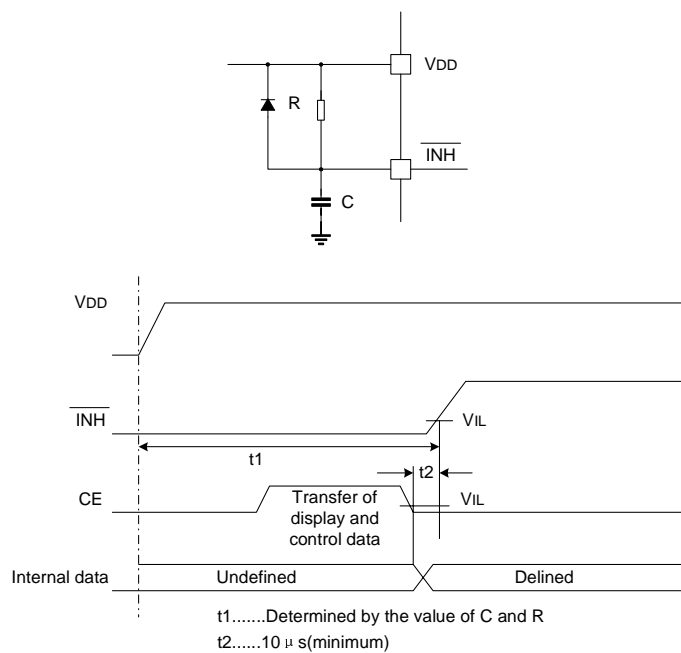 VDD
R
INH
C
VDD
INH
VIL
t1
t2
CE
Transfer of
display and
control data
VIL
Internal data
Undefined
Delined
t1.......Determined by the value of C and R
t2......10 μ s(minimum)